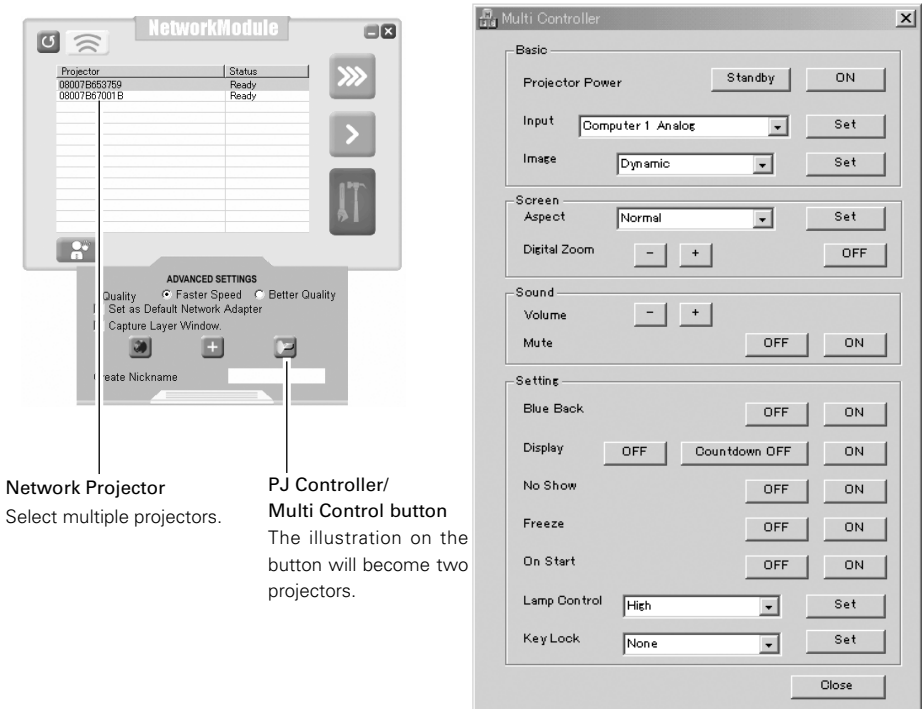 NetworkModule
Projector Status
08007B653759 Ready
08007B67001B Ready
ADVANCED SETTINGS
Quality Faster Speed Better Quality
Set as Default Network Adapter
Capture Layer Window.
Create Nickname
Network Projector
Select multiple projectors.
PJ Controller/
Multi Control button
The illustration on the
button will become two
projectors.
Multi Controller
Basic
Projector Power Standby ON
Input Computer 1 Analog Set
Image Dynamic Set
Screen
Aspect Normal Set
Digital Zoom - + OFF
Sound
Volume - +
Mute OFF ON
Setting
Blue Back OFF ON
Display OFF Countdown OFF ON
No Show OFF ON
Freeze OFF ON
On Start OFF ON
Lamp Control High Set
Key Lock None Set
Close